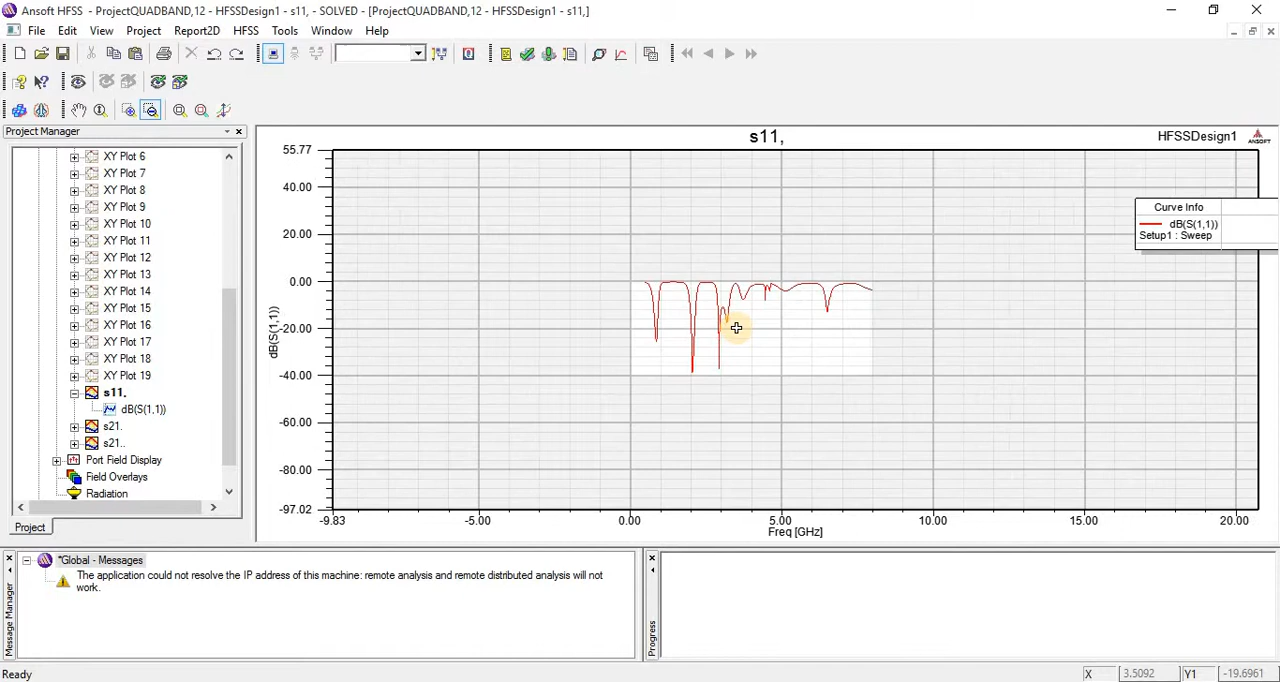 Ansoft HFSS - ProjectQUADBAND,12 - HFSSDesign1 - s11, - SOLVED - [ProjectQUADBAND,12 - HFSSDesign1 - s11,]
File Edit View Project Report2D HFSS Tools Window Help
Project Manager
XY Plot 6
XY Plot 7
XY Plot 8
XY Plot 9
XY Plot 10
XY Plot 11
XY Plot 12
XY Plot 13
XY Plot 14
XY Plot 15
XY Plot 16
XY Plot 17
XY Plot 18
XY Plot 19
s11,
dB(S(1,1))
s21.
s21..
Port Field Display
Field Overlays
Radiation
Project
s11,
HFSSDesign1
ANSOFT
55.77
40.00
20.00
0.00
-20.00
-40.00
-60.00
-80.00
-97.02
dB(S(1,1))
Curve Info
dB(S(1,1))
Setup1 : Sweep
-9.83 -5.00 0.00 5.00 10.00 15.00 20.00
Freq [GHz]
Message Manager
*Global - Messages
The application could not resolve the IP address of this machine: remote analysis and remote distributed analysis will not
work.
Progress
Ready
X 3.5092 Y1 -19.6961